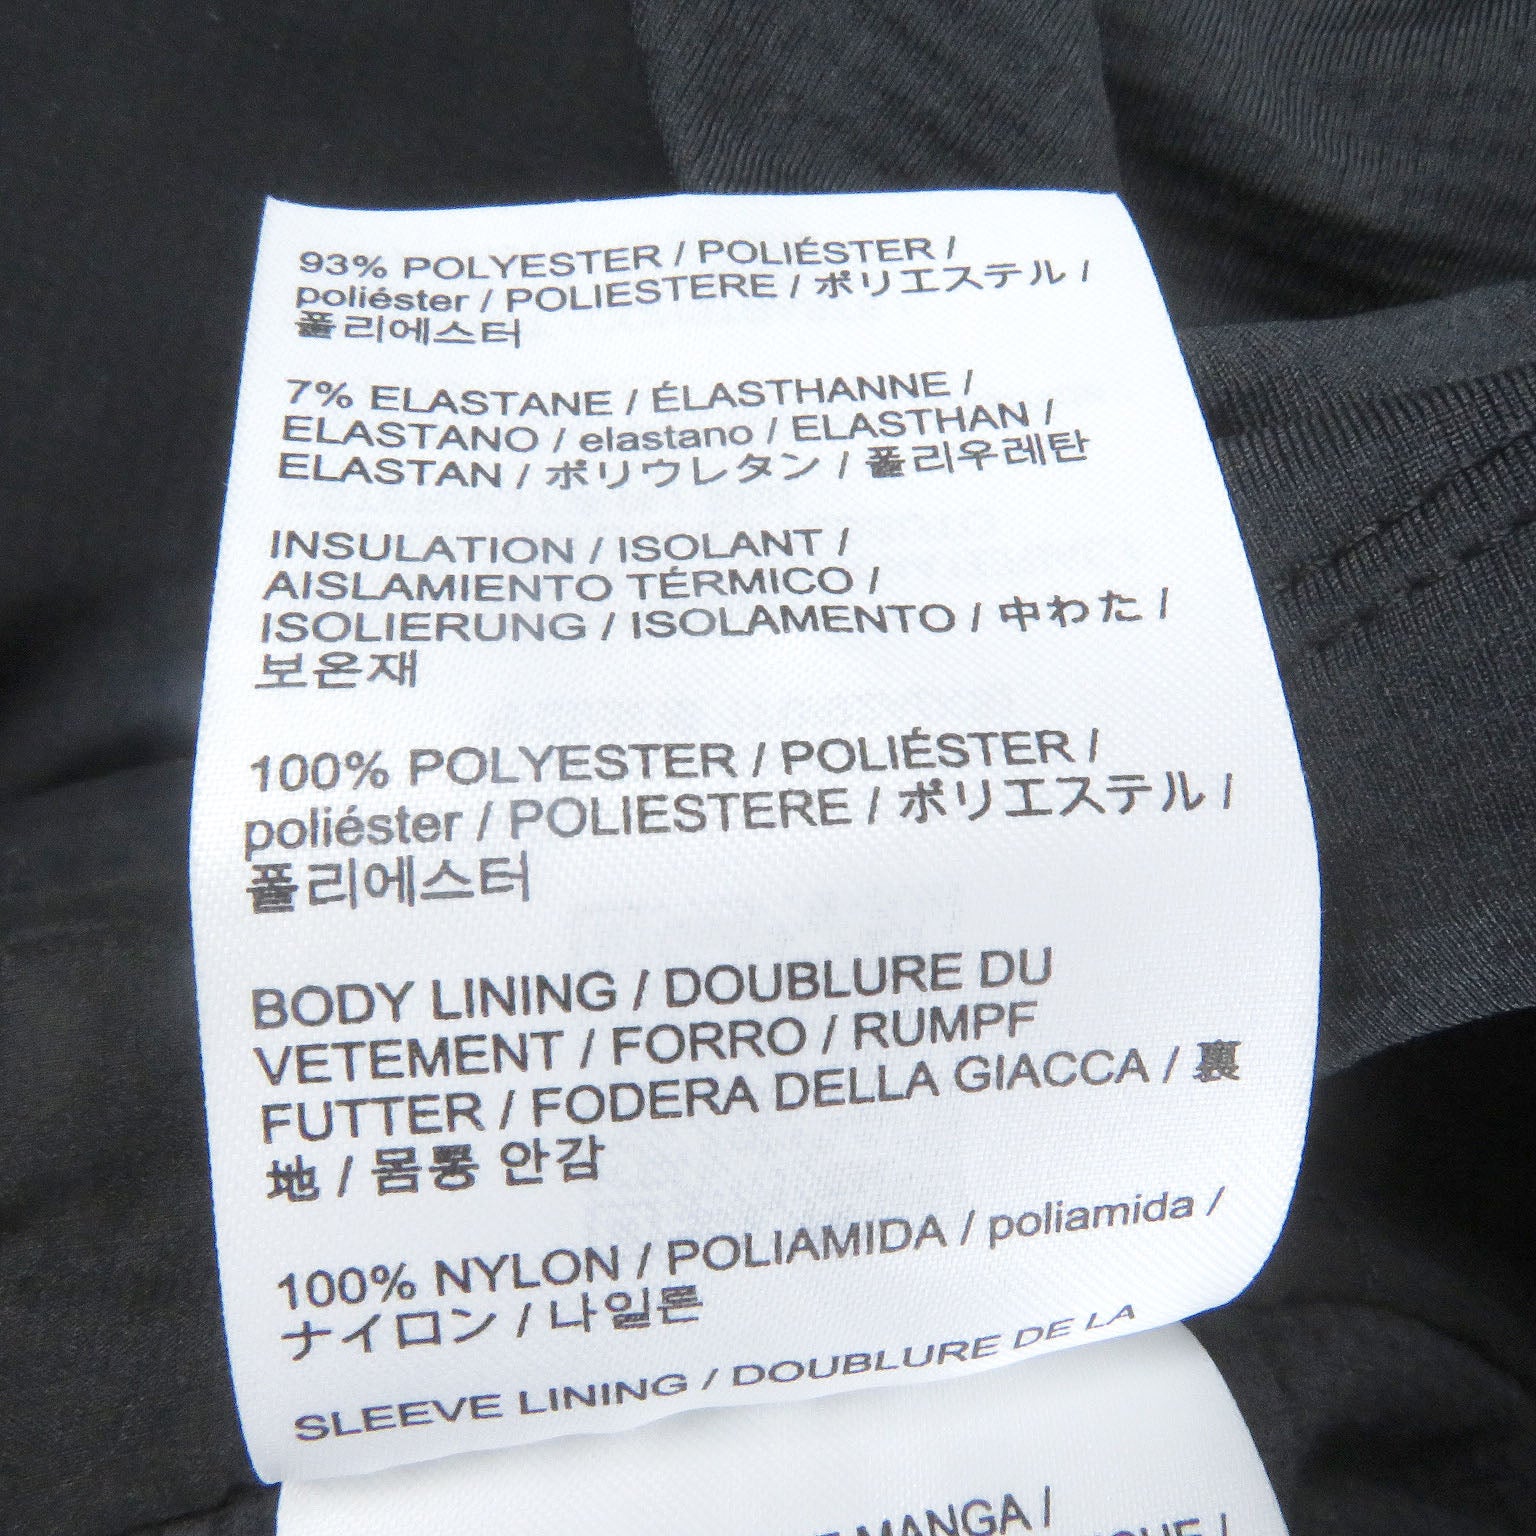 93% POLYESTER / POLIÉSTER /
poliéster / POLIESTERE / ポリエステル /
폴리에스터
7% ELASTANE / ÉLASTHANNE /
ELASTANO / elastano / ELASTHAN /
ELASTAN / ポリウレタン / 폴리우레탄
INSULATION / ISOLANT /
AISLAMIENTO TÉRMICO /
ISOLIERUNG / ISOLAMENTO / 中わた /
보온재
100% POLYESTER / POLIÉSTER /
poliéster / POLIESTERE / ポリエステル /
폴리에스터
BODY LINING / DOUBLURE DU
VETEMENT / FORRO / RUMPF
FUTTER / FODERA DELLA GIACCA / 裏
地 / 몸통 안감
100% NYLON / POLIAMIDA / poliamida /
ナイロン / 나일론
SLEEVE LINING / DOUBLURE DE LA
MANGA /